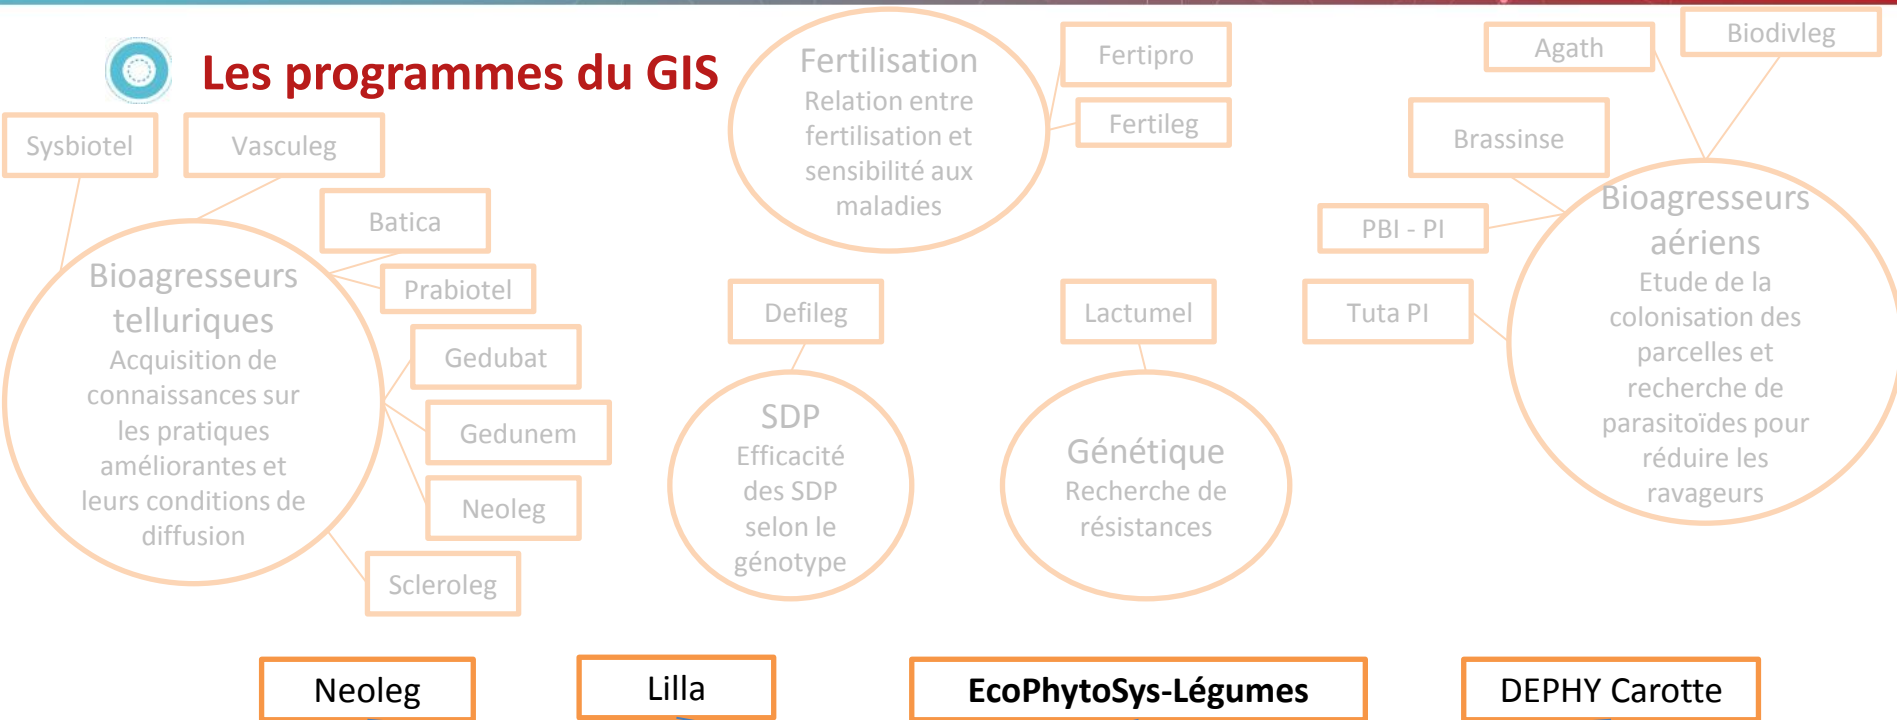 Les programmes du GIS
Sysbiotel
Vasculeg
Batica
Prabiotel
Gedubat
Gedunem
Neoleg
Scleroleg
Bioagresseurs
telluriques
Acquisition de
connaissances sur
les pratiques
améliorantes et
leurs conditions de
diffusion
Fertilisation
Relation entre
fertilisation et
sensibilité aux
maladies
Fertipro
Fertileg
Defileg
SDP
Efficacité
des SDP
selon le
génotype
Lactumel
Génétique
Recherche de
résistances
Agath
Biodivleg
Brassinse
PBI - PI
Tuta PI
Bioagresseurs
aériens
Etude de la
colonisation des
parcelles et
recherche de
parasitoïdes pour
réduire les
ravageurs
Neoleg
Lilla
EcoPhytoSys-Légumes
DEPHY Carotte